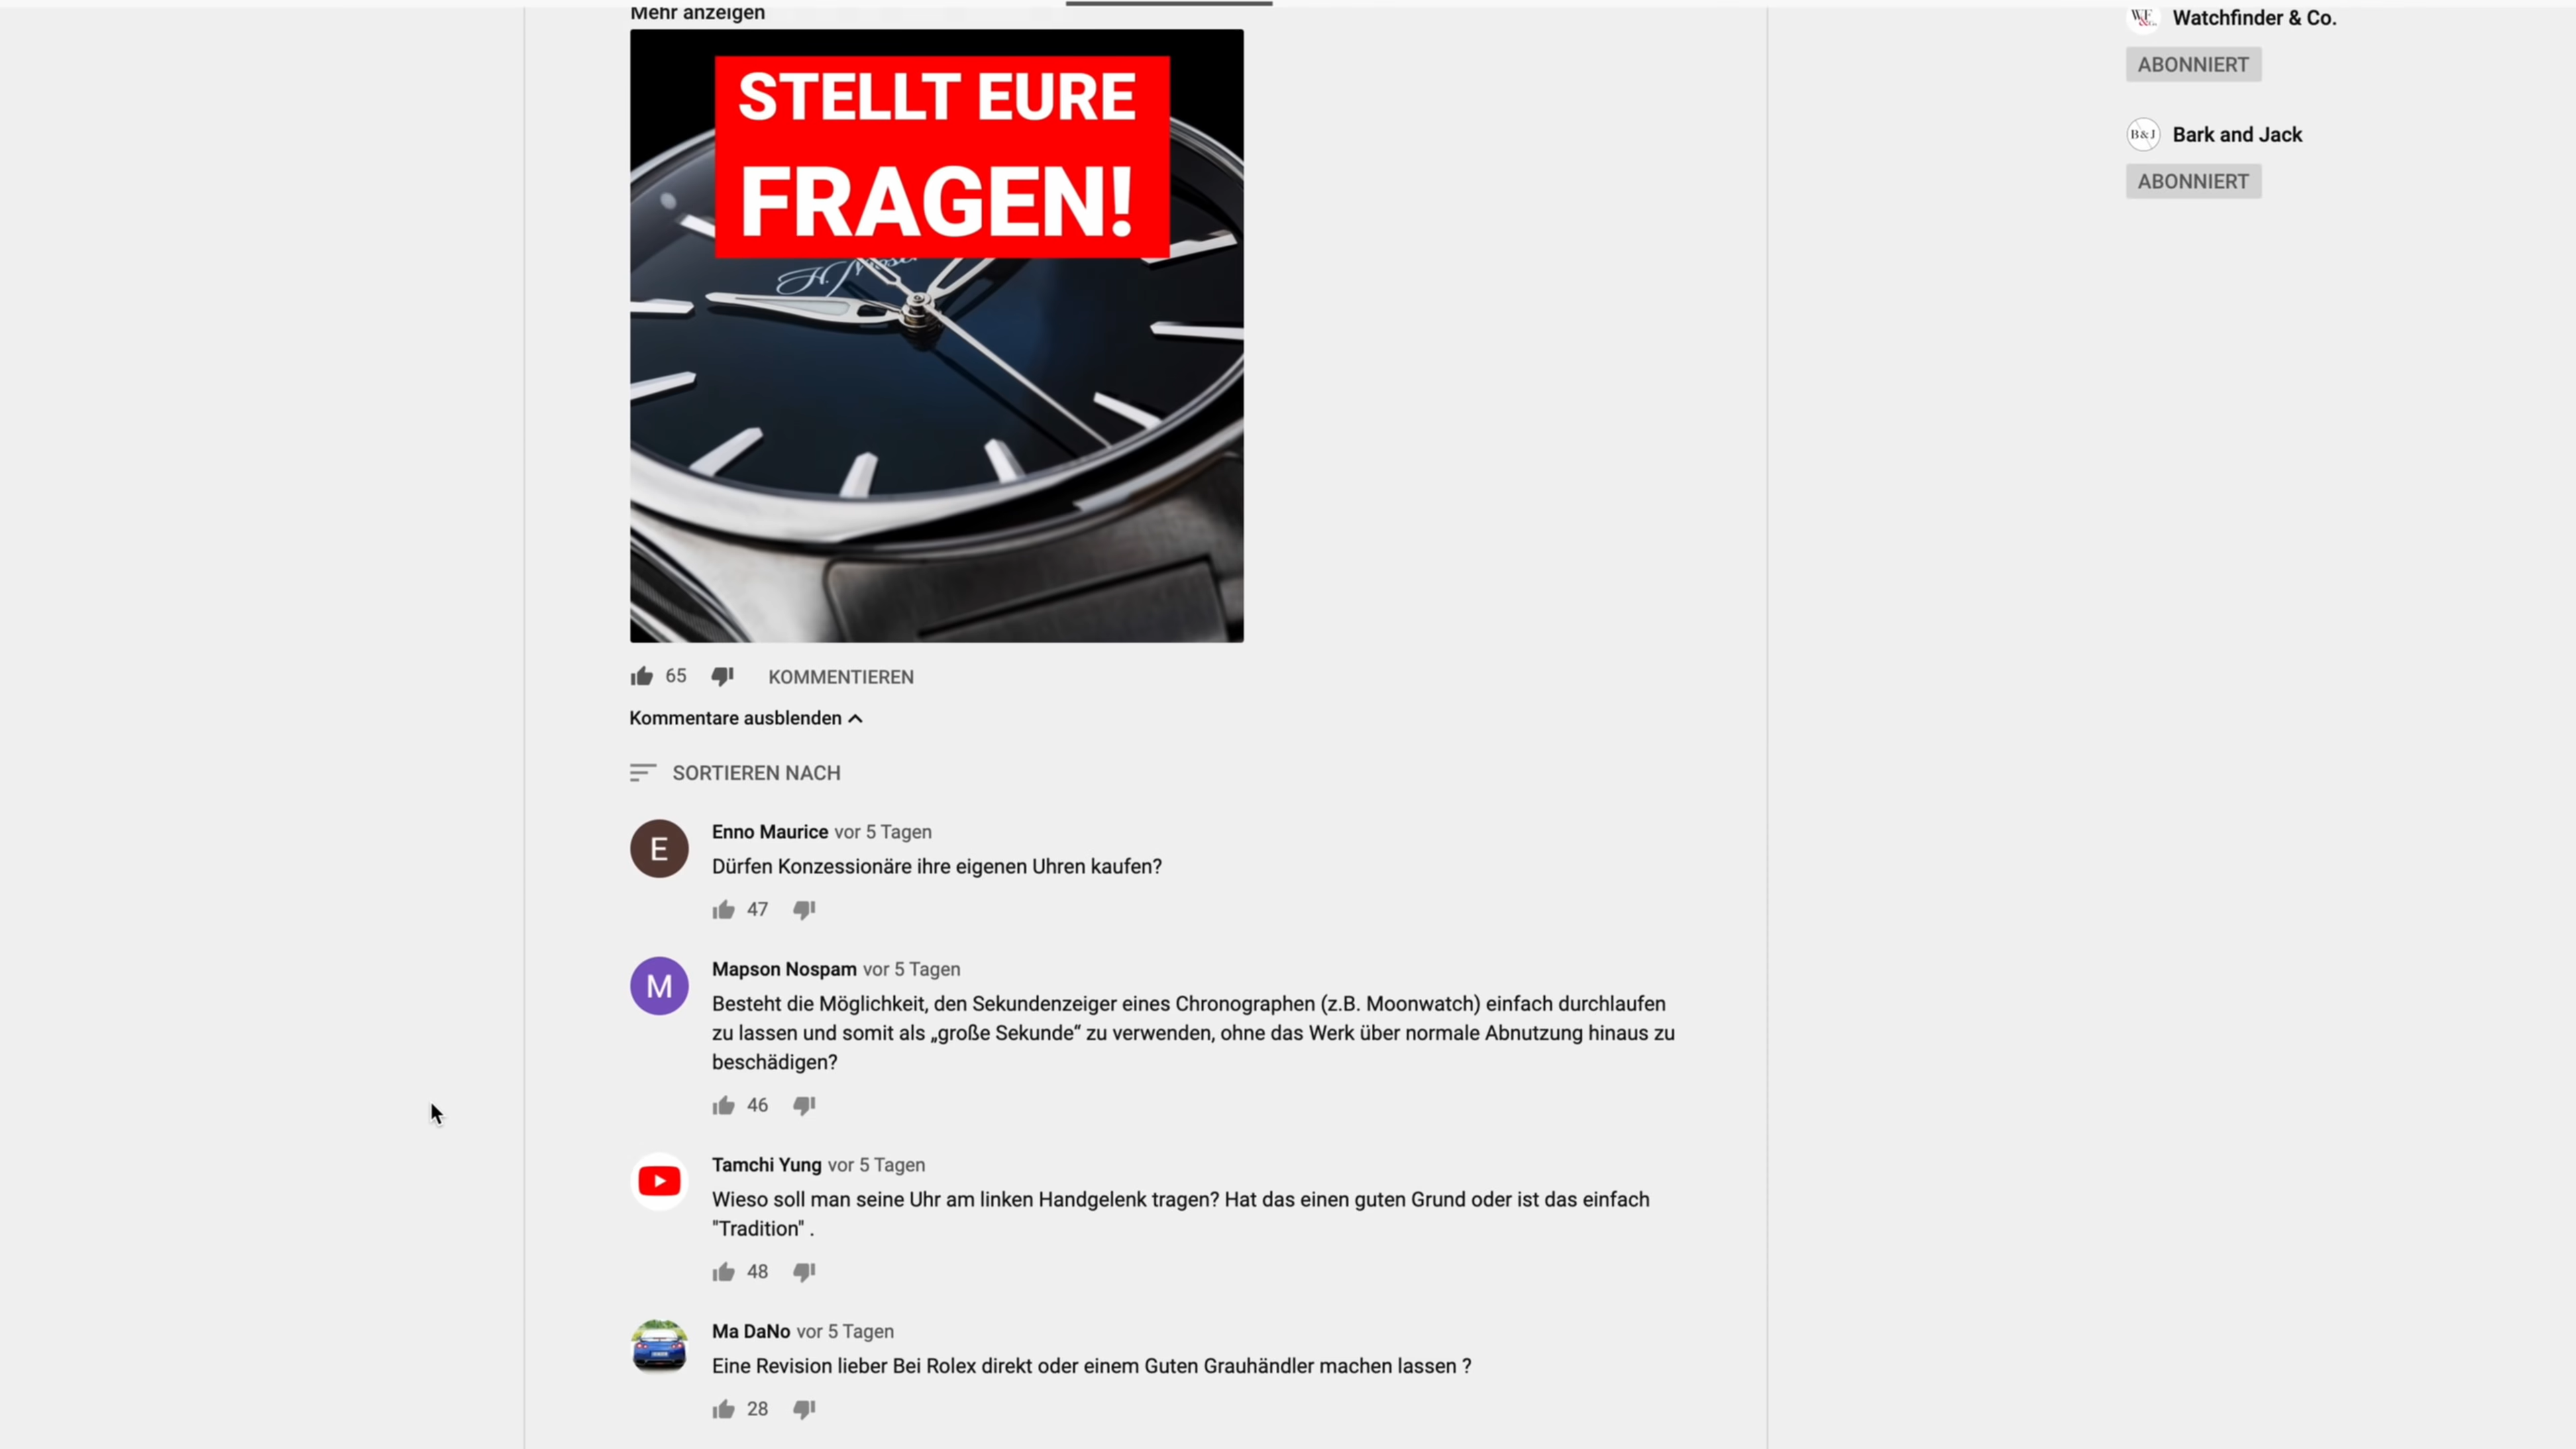 Mehr anzeigen
STELLT EURE
FRAGEN!
H. Moser
65
KOMMENTIEREN
Kommentare ausblenden
SORTIEREN NACH
E
Enno Maurice vor 5 Tagen
Dürfen Konzessionäre ihre eigenen Uhren kaufen?
47
M
Mapson Nospam vor 5 Tagen
Besteht die Möglichkeit, den Sekundenzeiger eines Chronographen (z.B. Moonwatch) einfach durchlaufen
zu lassen und somit als „große Sekunde“ zu verwenden, ohne das Werk über normale Abnutzung hinaus zu
beschädigen?
46
Tamchi Yung vor 5 Tagen
Wieso soll man seine Uhr am linken Handgelenk tragen? Hat das einen guten Grund oder ist das einfach
"Tradition" .
48
Ma DaNo vor 5 Tagen
Eine Revision lieber Bei Rolex direkt oder einem Guten Grauhändler machen lassen ?
28
Watchfinder & Co.
ABONNIERT
B&J
Bark and Jack
ABONNIERT